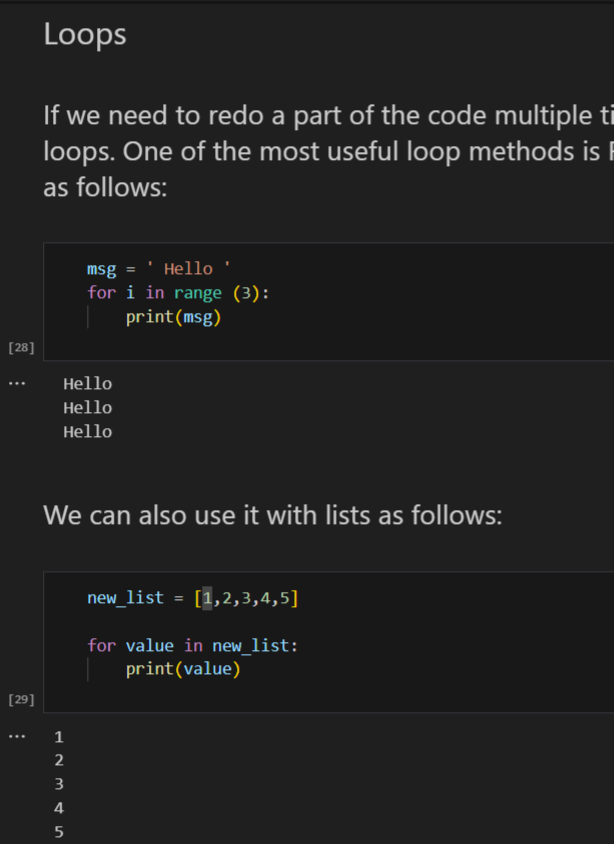 Loops
If we need to redo a part of the code multiple
loops. One of the most useful loop methods is
as follows:
msg = ' Hello '
for i in range (3):
    print(msg)
[28]
...
Hello
Hello
Hello
We can also use it with lists as follows:
new_list = [1,2,3,4,5]
for value in new_list:
    print(value)
[29]
...
1
2
3
4
5